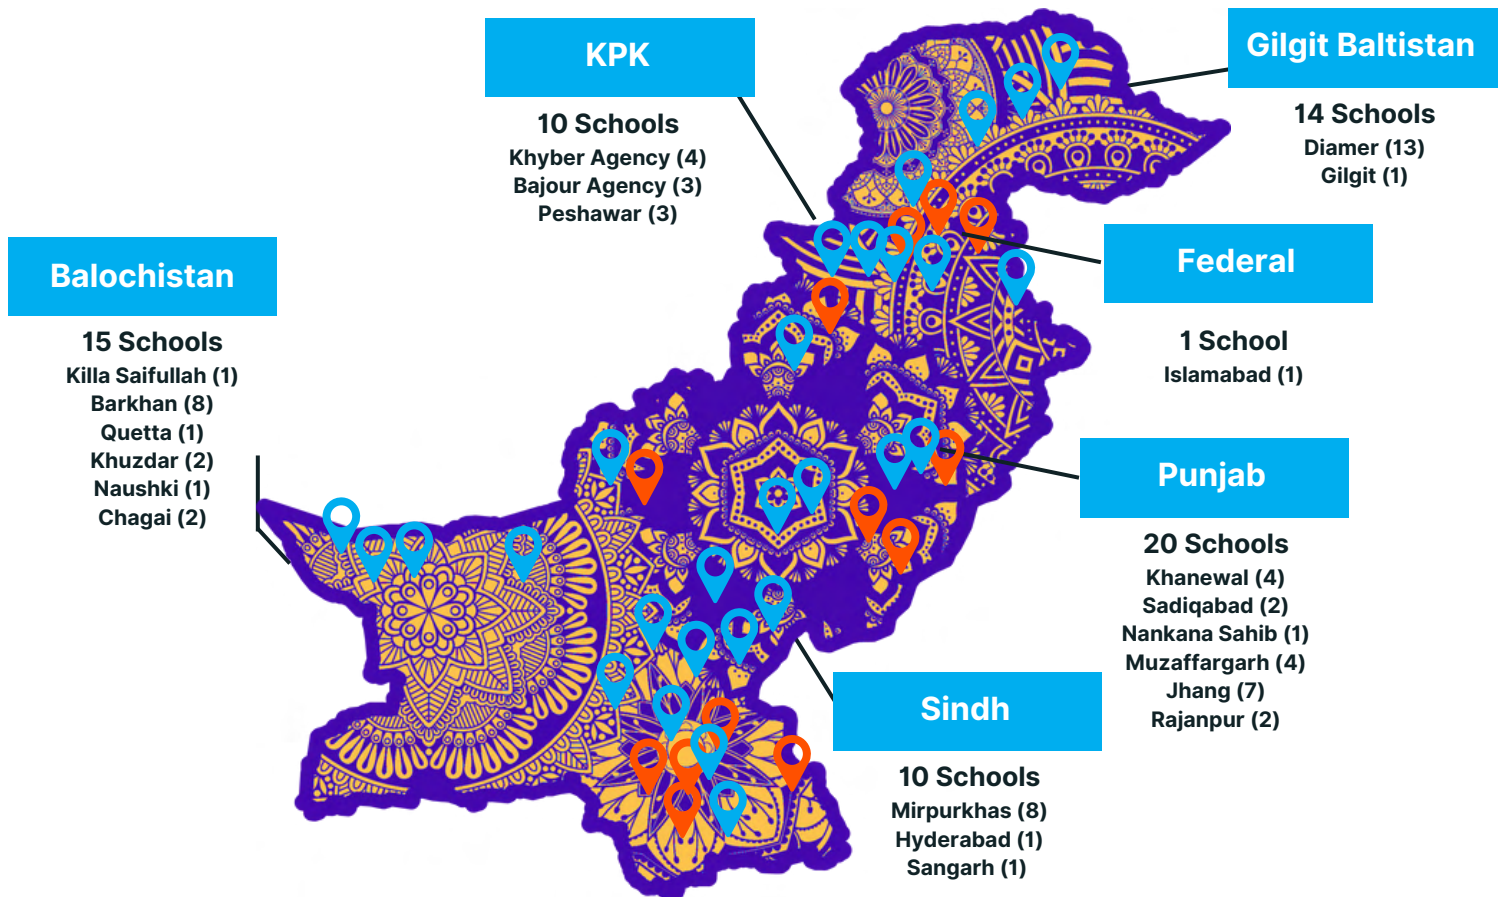 KPK
10 Schools
Khyber Agency (4)
Bajour Agency (3)
Peshawar (3)
Gilgit Baltistan
14 Schools
Diamer (13)
Gilgit (1)
Balochistan
15 Schools
Killa Saifullah (1)
Barkhan (8)
Quetta (1)
Khuzdar (2)
Naushki (1)
Chagai (2)
Federal
1 School
Islamabad (1)
Punjab
20 Schools
Khanewal (4)
Sadiqabad (2)
Nankana Sahib (1)
Muzaffargarh (4)
Jhang (7)
Rajanpur (2)
Sindh
10 Schools
Mirpurkhas (8)
Hyderabad (1)
Sangarh (1)